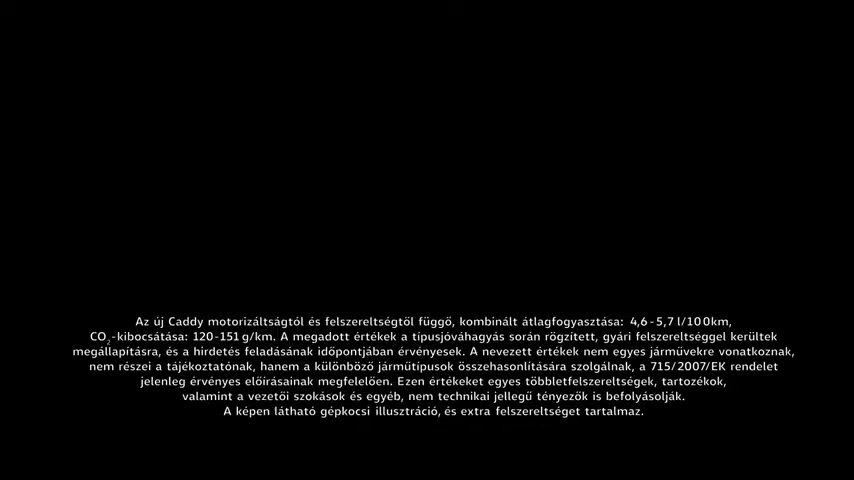 Az új Caddy motorizáltságtól és felszereltségtől függő, kombinált átlagfogyasztása: 4,6-5,7 l/100km,
CO₂-kibocsátása: 120-151 g/km. A megadott értékek a típusjóváhagyás során rögzített, gyári felszereltséggel kerültek
megállapításra, és a hirdetés feladásának időpontjában érvényesek. A nevezett értékek nem egyes járművekre vonatkoznak,
nem részei a tájékoztatónak, hanem a különböző járműtípusok összehasonlítására szolgálnak, a 715/2007/EK rendelet
jelenleg érvényes előírásainak megfelelően. Ezen értékeket egyes többletfelszereltségek, tartozékok,
valamint a vezetői szokások és egyéb, nem technikai jellegű tényezők is befolyásolják.
A képen látható gépkocsi illusztráció, és extra felszereltséget tartalmaz.